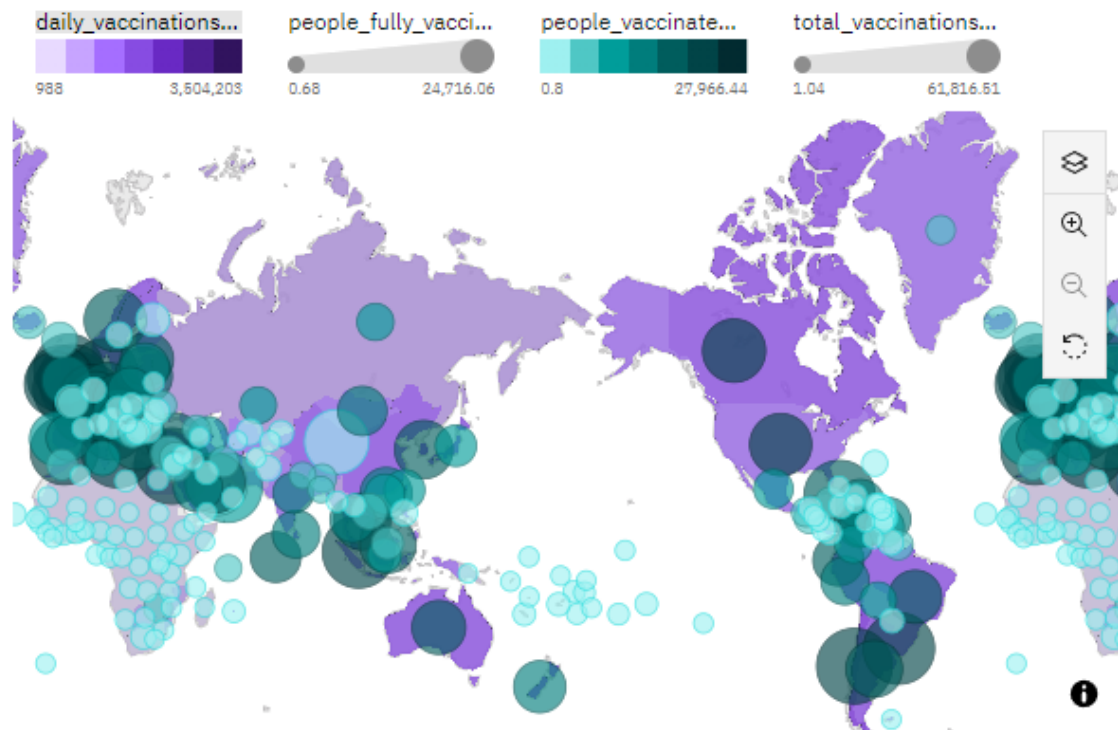 daily_vaccinations... people_fully_vacci... people_vaccinate... total_vaccinations...
988 3,504,203 0.68 24,716.06 0.8 27,966.44 1.04 61,816.51